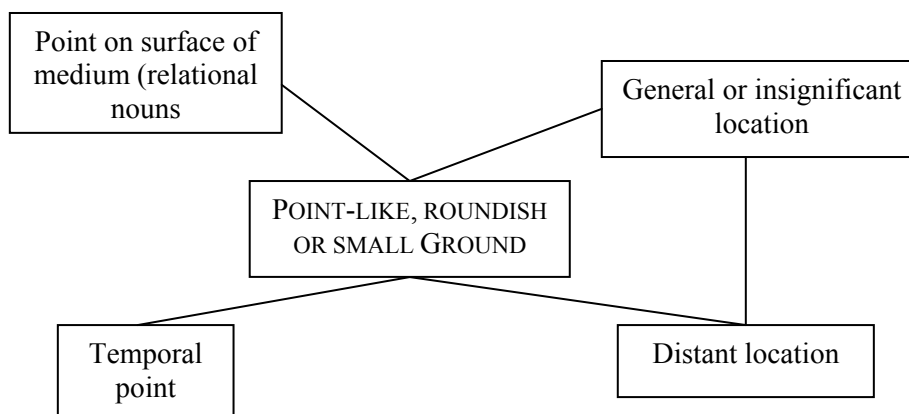 Point on surface of
medium (relational
nouns
General or insignificant
location
POINT-LIKE, ROUNDISH
OR SMALL GROUND
Temporal
point
Distant location